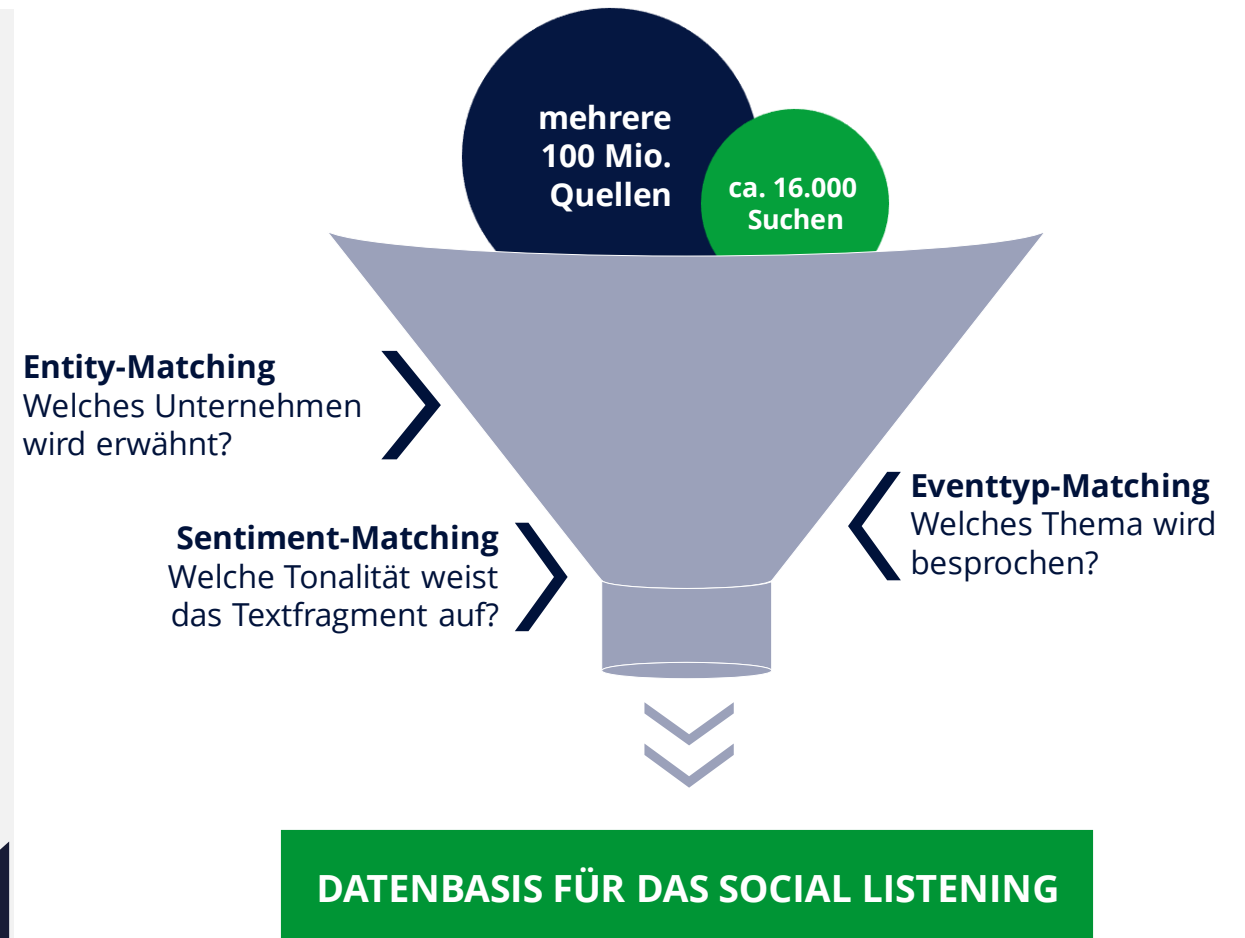 mehrere
100 Mio.
Quellen
ca. 16.000
Suchen
Entity-Matching
Welches Unternehmen
wird erwähnt?
Eventtyp-Matching
Welches Thema wird
besprochen?
Sentiment-Matching
Welche Tonalität weist
das Textfragment auf?
DATENBASIS FÜR DAS SOCIAL LISTENING